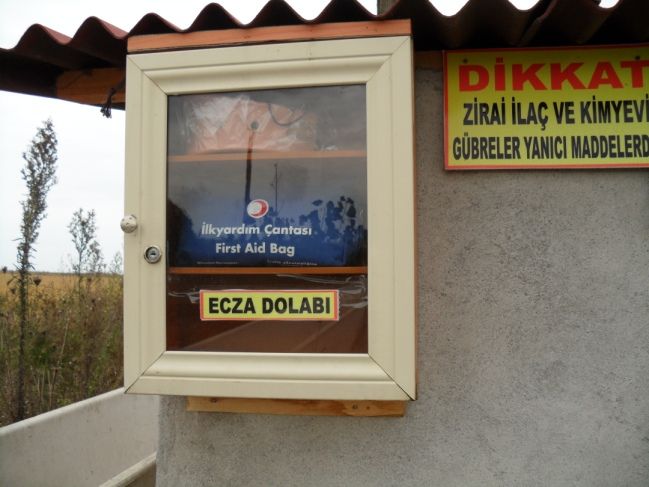 DİKKAT
ZİRAİ İLAÇ VE KİMYEVİ
GÜBRELER YANICI MADDELERD
İlkyardım Çantası
First Aid Bag
ECZA DOLABI